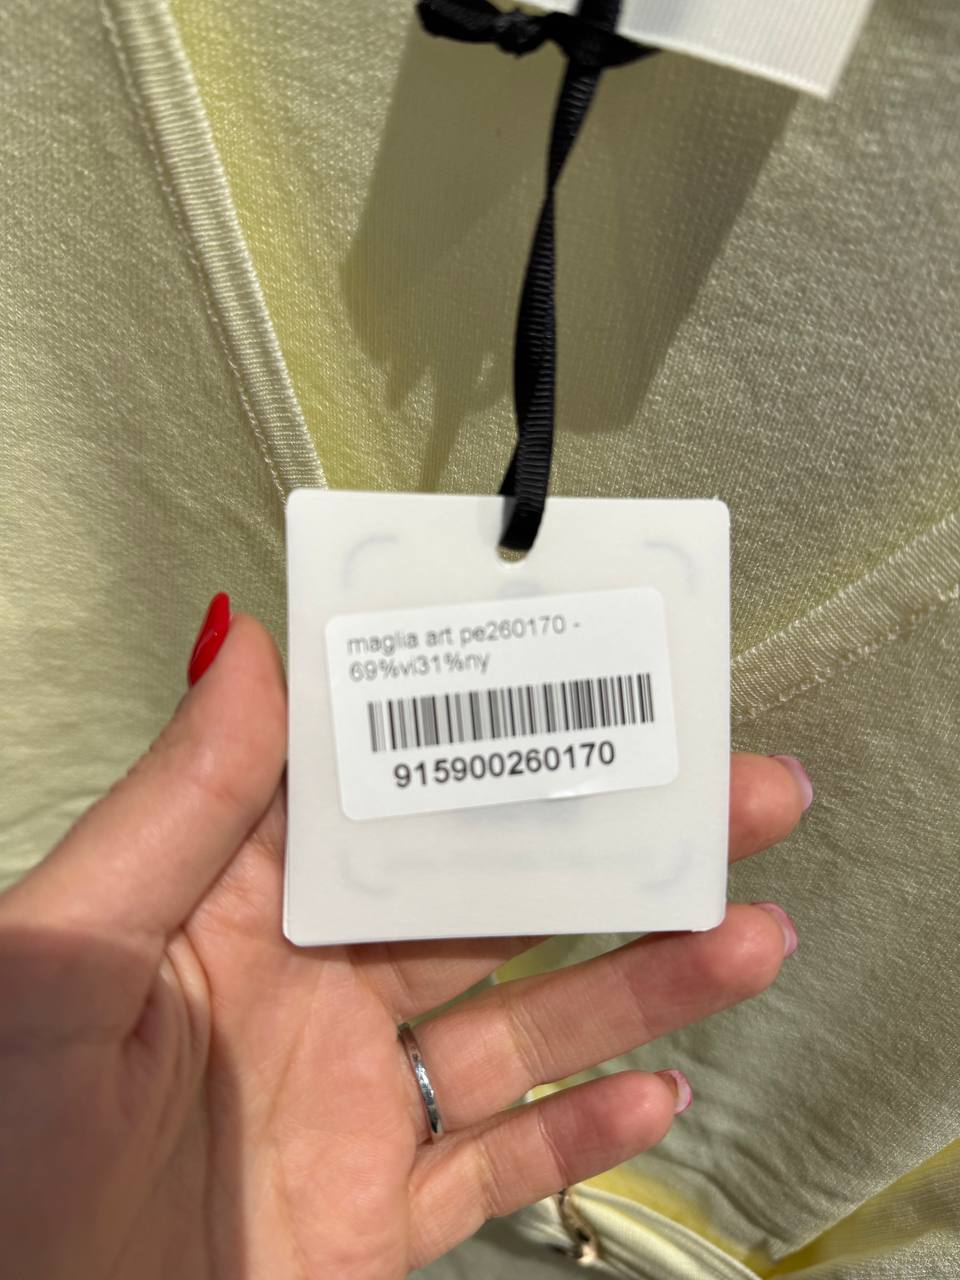 maglia art pe260170 -
69%vi31%ny
915900260170